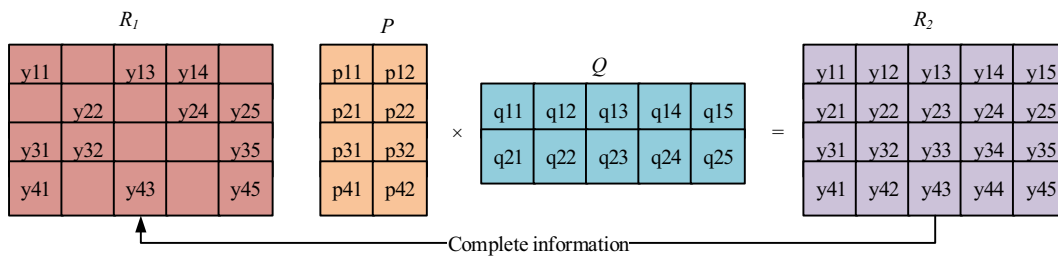 R1 P R2
Q
y11 y13 y14
y22 y24 y25
y31 y32 y35
y41 y43 y45
p11 p12
p21 p22
p31 p32
p41 p42
×
q11 q12 q13 q14 q15
q21 q22 q23 q24 q25
=
y11 y12 y13 y14 y15
y21 y22 y23 y24 y25
y31 y32 y33 y34 y35
y41 y42 y43 y44 y45
Complete information